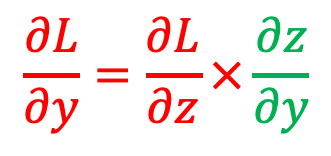 ∂L/∂y = ∂L/∂z × ∂z/∂y